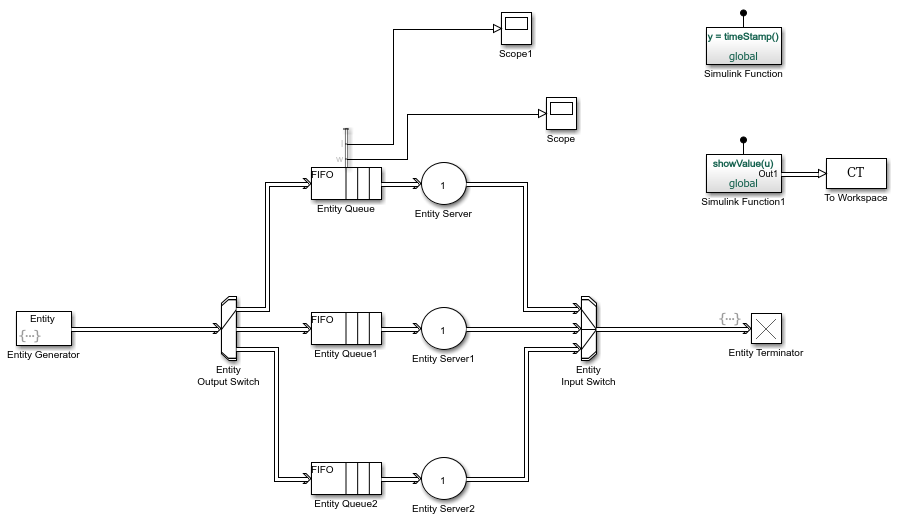 Scope1
y = timeStamp()
global
Simulink Function
Scope
l
w
FIFO
Entity Queue
1
Entity Server
showValue(u)
Out1
global
Simulink Function1
CT
To Workspace
Entity
{···}
Entity Generator
Entity
Output Switch
FIFO
Entity Queue1
1
Entity Server1
Entity
Input Switch
{···}
Entity Terminator
FIFO
Entity Queue2
1
Entity Server2